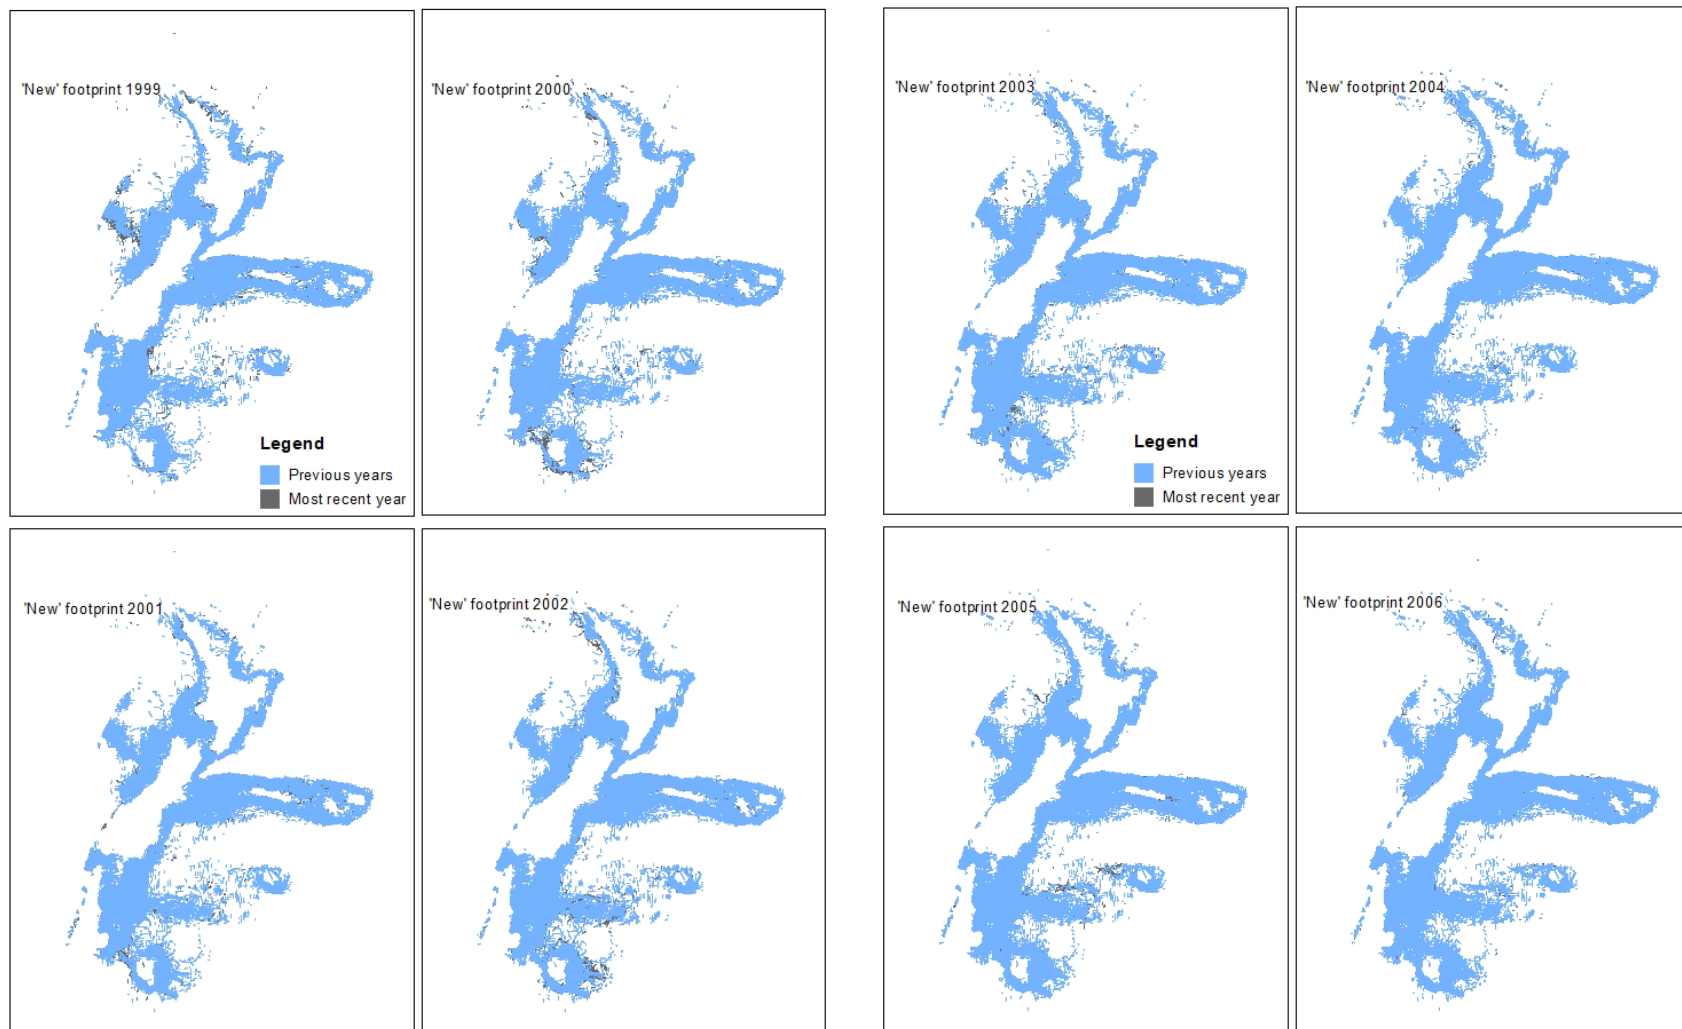 'New' footprint 1999
'New' footprint 2000
Legend
Previous years
Most recent year
'New' footprint 2003
'New' footprint 2004
Legend
Previous years
Most recent year
'New' footprint 2001
'New' footprint 2002
'New' footprint 2005
'New' footprint 2006